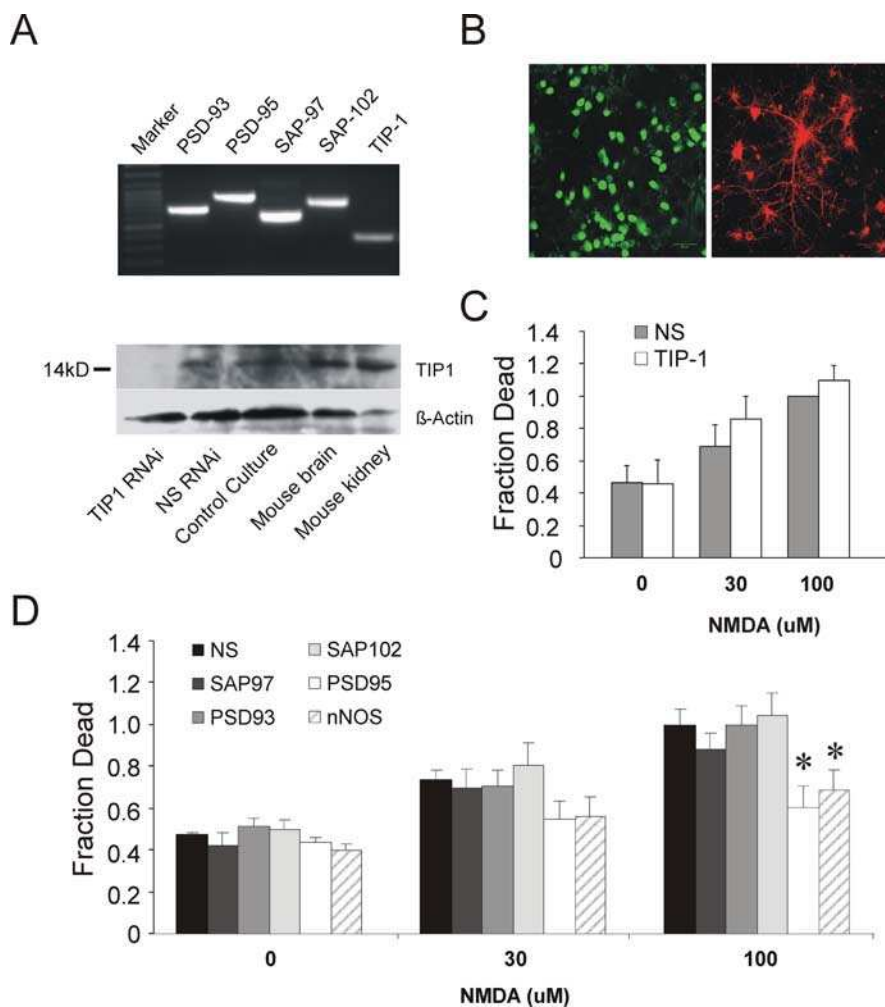 A
Marker
PSD-93
PSD-95
SAP-97
SAP-102
TIP-1
14kD
TIP1
ß-Actin
TIP1 RNAi
NS RNAi
Control Culture
Mouse brain
Mouse kidney
B
C
1.4
1.2
1.0
0.8
0.6
0.4
0.2
0
Fraction Dead
NS
TIP-1
0 30 100
NMDA (uM)
D
1.4
1.2
1.0
0.8
0.6
0.4
0.2
0
Fraction Dead
NS SAP102
SAP97 PSD95
PSD93 nNOS
* *
0 30 100
NMDA (uM)